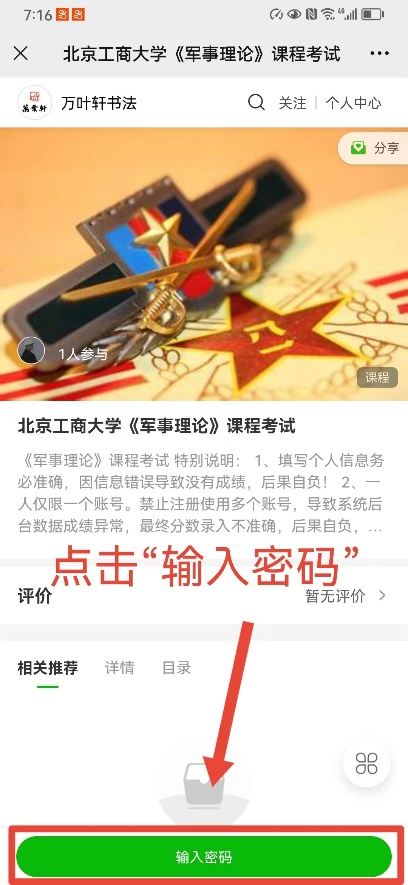 7:16
北京工商大学《军事理论》课程考试
万叶轩书法
关注
个人中心
分享
1人参与
课程
北京工商大学《军事理论》课程考试
《军事理论》课程考试 特别说明： 1、填写个人信息务
必准确，因信息错误导致没有成绩，后果自负！ 2、一
人仅限一个账号。禁止注册使用多个账号，导致系统后
台数据成绩异常，最终分数录入不准确，后果自负，...
点击“输入密码”
评价
暂无评价
相关推荐
详情
目录
输入密码